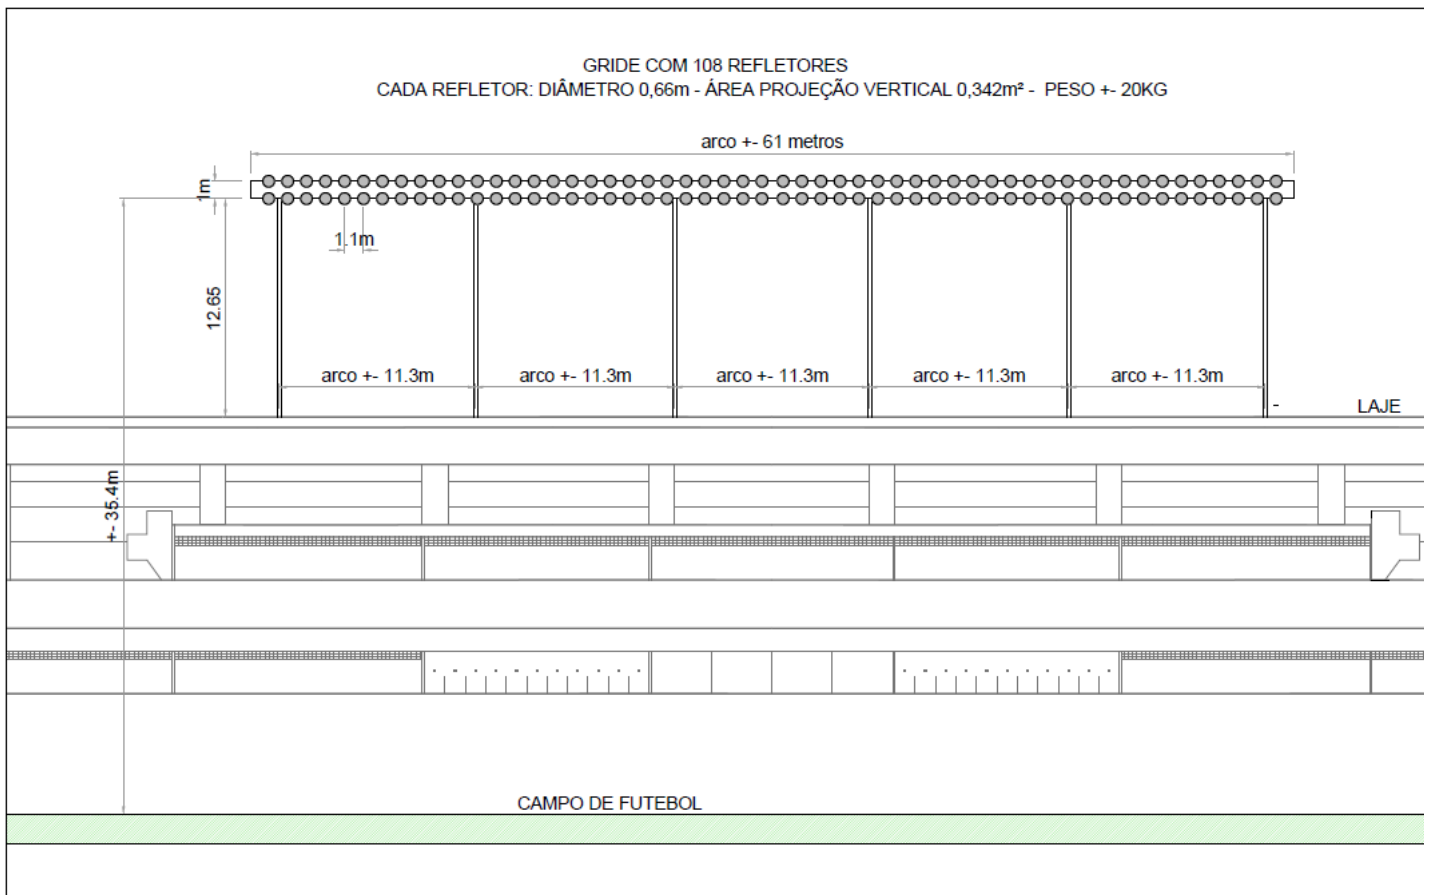 GRIDE COM 108 REFLETORES
CADA REFLETOR: DIÂMETRO 0,66m - ÁREA PROJEÇÃO VERTICAL 0,342m² - PESO +- 20KG
arco +- 61 metros
1m
1.1m
12.65
arco +- 11.3m
arco +- 11.3m
arco +- 11.3m
arco +- 11.3m
arco +- 11.3m
-
LAJE
+- 35.4m
CAMPO DE FUTEBOL